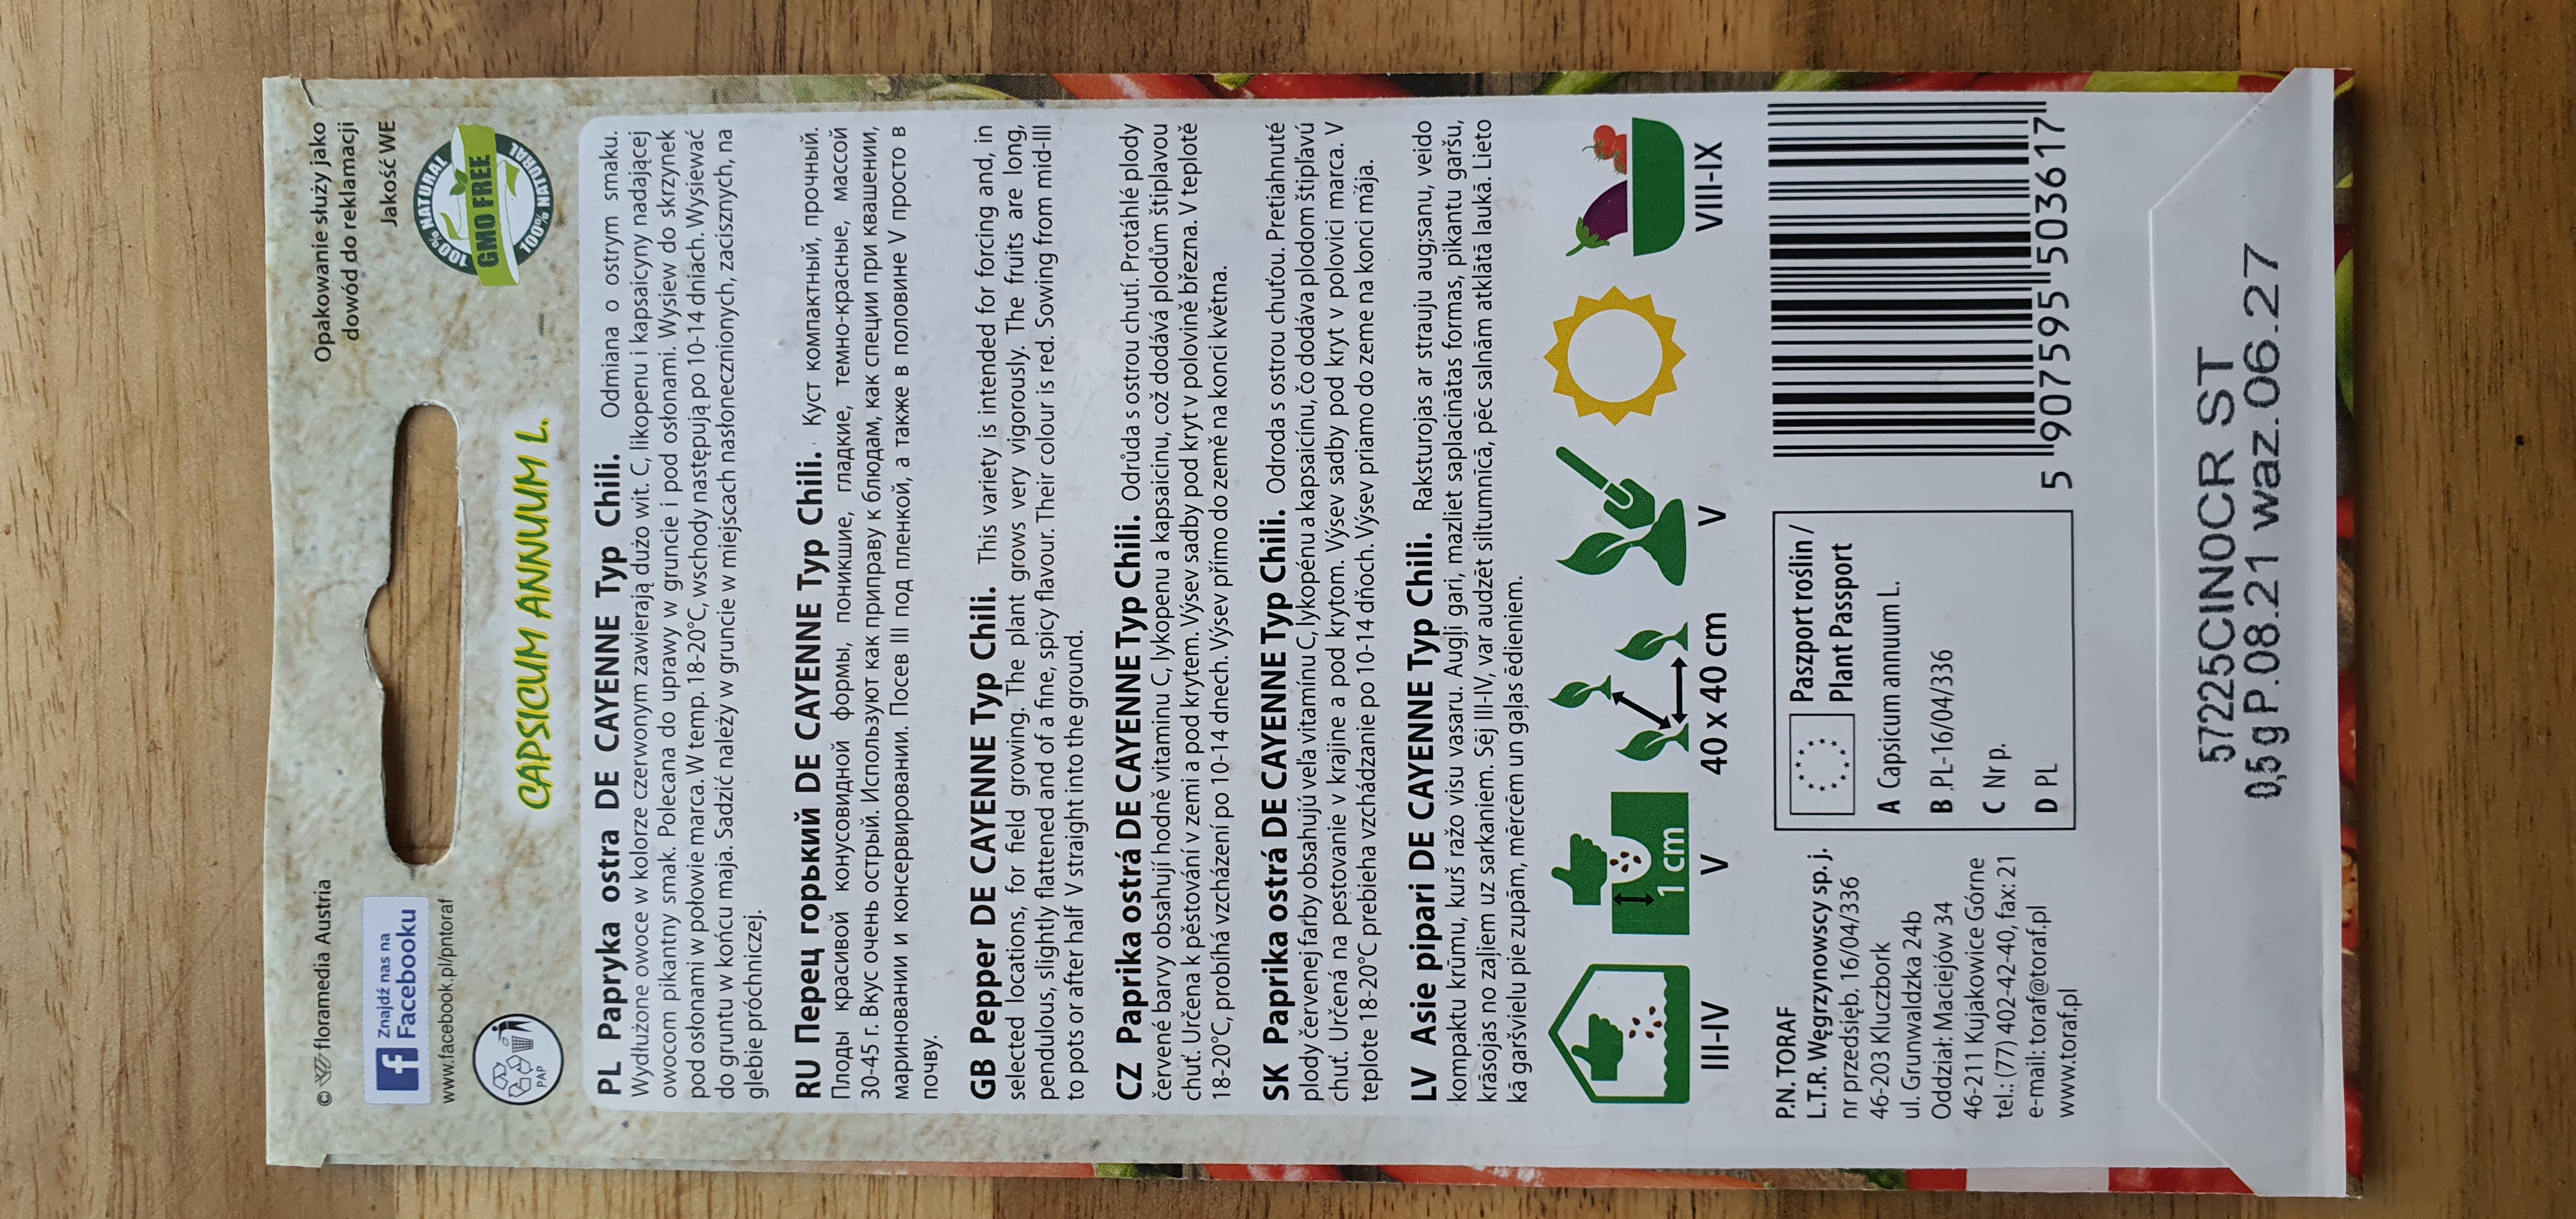 © floramedia Austria
Opakowanie służy jako
dowód do reklamacji
Jakość WE
Znajdź nas na
Facebooku
www.facebook.pl/pntoraf
100% NATURAL
GMO FREE
100% NATURAL
PAP
CAPSICUM ANNUUM L.
PL Papryka ostra DE CAYENNE Typ Chili. Odmiana o ostrym smaku.
Wydłużone owoce w kolorze czerwonym zawierają dużo wit. C, likopenu i kapsaicyny nadającej
owocom pikantny smak. Polecana do uprawy w gruncie i pod osłonami. Wysiew do skrzynek
pod osłonami w połowie marca. W temp. 18-20°C, wschody następują po 10-14 dniach. Wysiewać
do gruntu w końcu maja. Sadzić należy w gruncie w miejscach nasłonecznionych, zacisznych, na
glebie próchniczej.
RU Перец горький DE CAYENNE Typ Chili. Куст компактный, прочный.
Плоды красивой конусовидной формы, поникшие, гладкие, темно-красные, массой
30-45 г. Вкус очень острый. Используют как приправу к блюдам, как специи при квашении,
мариновании и консервировании. Посев III под пленкой, а также в половине V просто в
почву.
GB Pepper DE CAYENNE Typ Chili. This variety is intended for forcing and, in
selected locations, for field growing. The plant grows very vigorously. The fruits are long,
pendulous, slightly flattened and of a fine, spicy flavour. Their colour is red. Sowing from mid-III
to pots or after half V straight into the ground.
CZ Paprika ostrá DE CAYENNE Typ Chili. Odrůda s ostrou chutí. Protáhlé plody
červené barvy obsahují hodně vitaminu C, lykopenu a kapsaicinu, což dodává plodům štiplavou
chuť. Určena k pěstování v zemi a pod krytem. Výsev sadby pod kryt v polovině března. V teplotě
18-20°C, probíhá vzcházení po 10-14 dnech. Výsev přímo do země na konci května.
SK Paprika ostrá DE CAYENNE Typ Chili. Odroda s ostrou chuťou. Pretiahnuté
plody červenej farby obsahujú veľa vitamínu C, lykopénu a kapsaicínu, čo dodáva plodom štipľavú
chuť. Určená na pestovanie v krajine a pod krytom. Výsev sadby pod kryt v polovici marca. V
teplote 18-20°C prebieha vzchádzanie po 10-14 dňoch. Výsev priamo do zeme na konci mája.
LV Asie pipari DE CAYENNE Typ Chili. Raksturojas ar strauju aug;sanu, veido
kompaktu krūmu, kurš ražo visu vasaru. Augļi gari, mazliet saplacinātas formas, pikantu garšu,
krāsojas no zaļiem uz sarkaniem. Sēj III-IV, var audzēt siltumnīcā, pēc salnām atklātā laukā. Lieto
kā garšvielu pie zupām, mērcēm un gaļas ēdieniem.
1 cm
III-IV V 40 x 40 cm V VIII-IX
P.N. TORAF
L.T.R. Węgrzynowscy sp. j.
nr przedsięb. 16/04/336
46-203 Kluczbork
ul. Grunwaldzka 24b
Oddział: Maciejów 34
46-211 Kujakowice Górne
tel.: (77) 402-42-40, fax: 21
e-mail: toraf@toraf.pl
www.toraf.pl
Paszport roślin /
Plant Passport
A Capsicum annuum L.
B PL-16/04/336
C Nr p.
D PL
5 907595 503617
57225CINOCR ST
0,5g P.08.21 waz.06.27